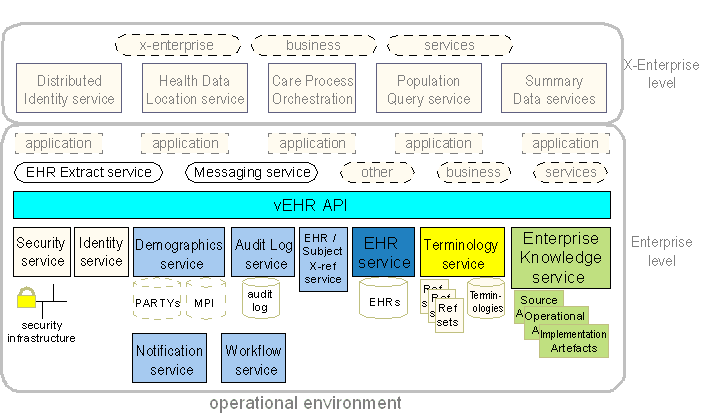 x-enterprise business services
Distributed Identity service
Health Data Location service
Care Process Orchestration
Population Query service
Summary Data services
X-Enterprise level
application application application application application
EHR Extract service Messaging service other business services
vEHR API
Security service
Identity service
Demographics service
Audit Log service
EHR / Subject X-ref service
EHR service
Terminology service
Enterprise Knowledge service
Enterprise level
security infrastructure
PARTYs
MPI
audit log
EHRs
Ref
s
Ref
s
Ref sets
Termin-ologies
Source
A
Operational
A
Implementation Artefacts
Notification service
Workflow service
operational environment